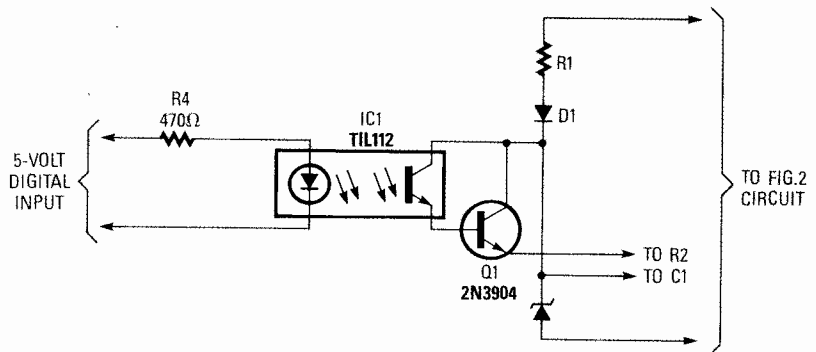 R4
470Ω
5-VOLT
DIGITAL
INPUT
IC1
TIL112
R1
D1
TO FIG.2
CIRCUIT
Q1
2N3904
TO R2
TO C1